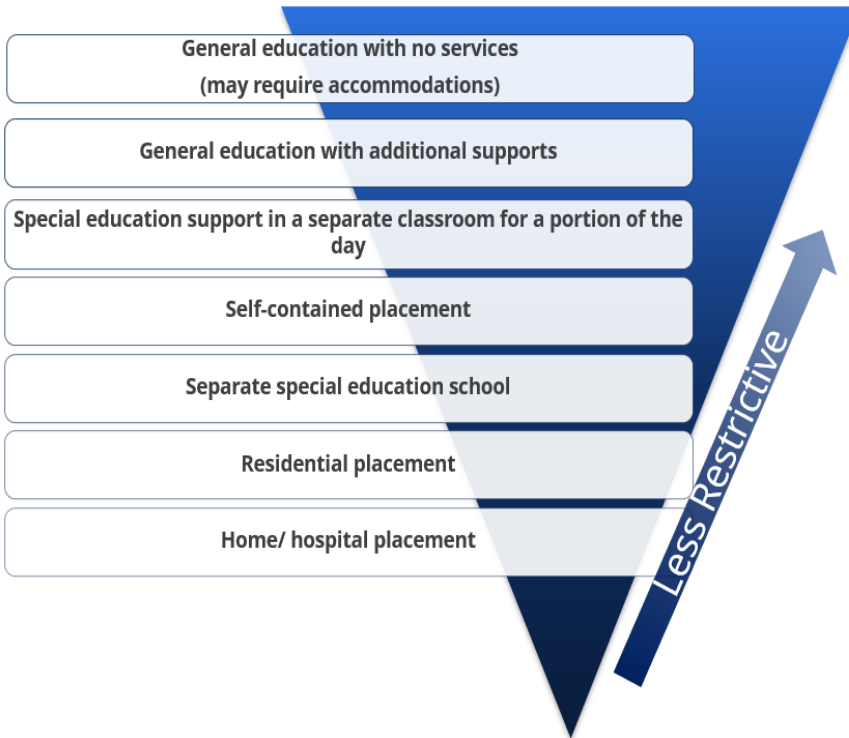 General education with no services
(may require accommodations)
General education with additional supports
Special education support in a separate classroom for a portion of the
day
Self-contained placement
Separate special education school
Residential placement
Home/ hospital placement
Less Restrictive